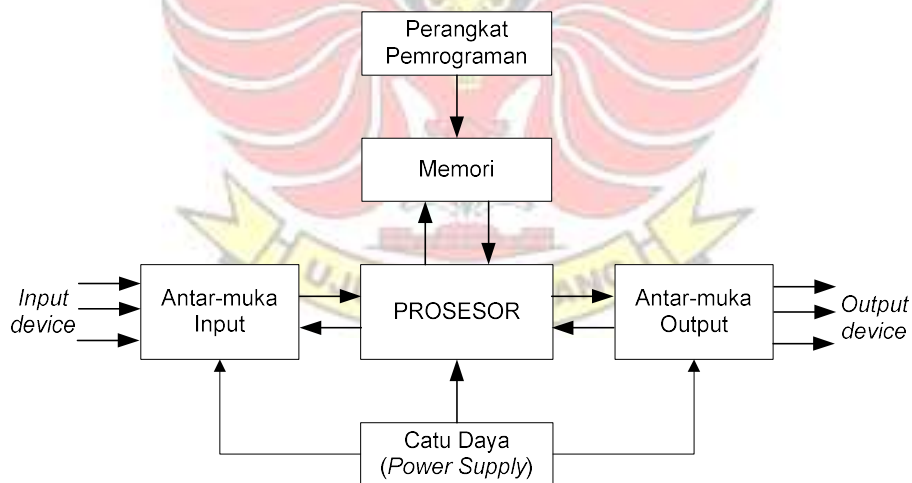 Perangkat
Pemrograman
Memori
Input
device
Antar-muka
Input
PROSESOR
Antar-muka
Output
Output
device
Catu Daya
(Power Supply)